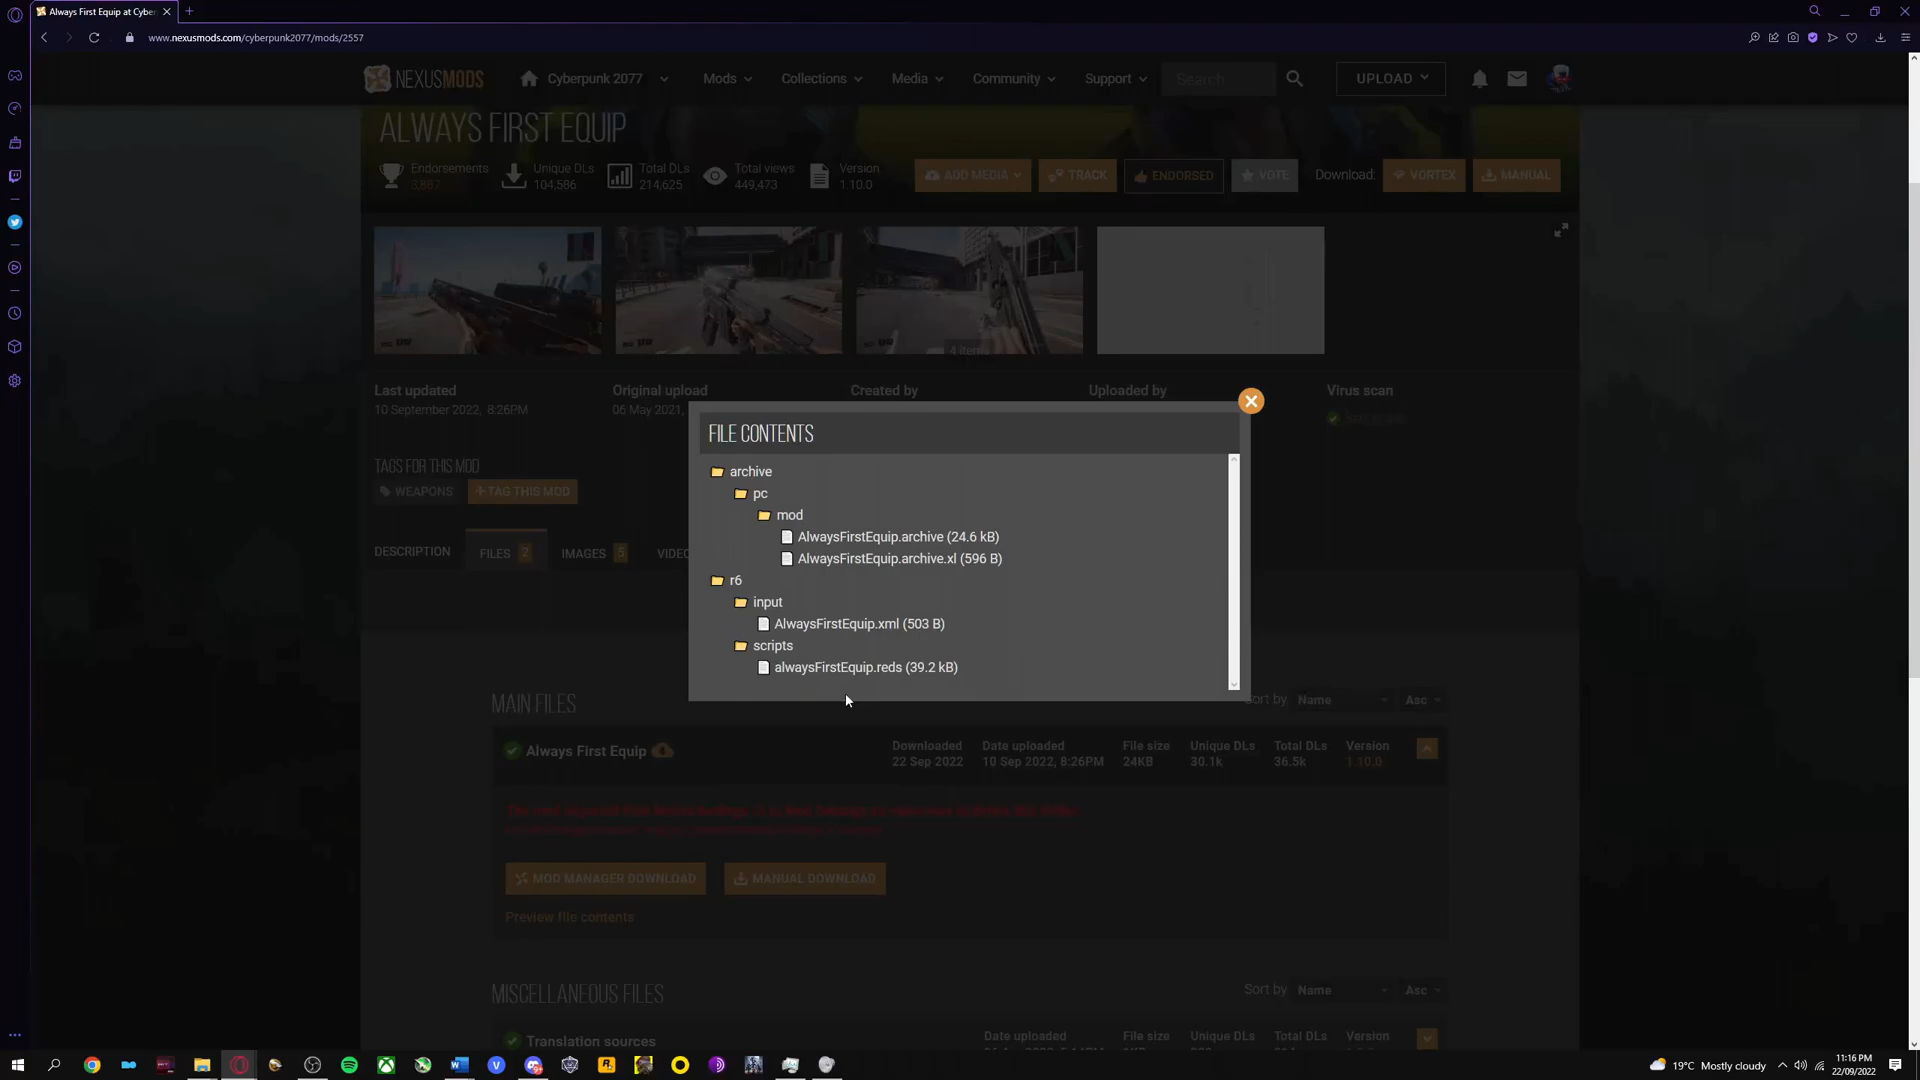 Always First Equip at Cyber
www.nexusmods.com/cyberpunk2077/mods/2557
NEXUSMODS
Cyberpunk 2077
Mods
Collections
Media
Community
Support
Search
UPLOAD
ALWAYS FIRST EQUIP
Endorsements
3,867
Unique DLs
104,586
Total DLs
214,625
Total views
449,473
Version
1.10.0
ADD MEDIA
TRACK
ENDORSED
VOTE
Download:
VORTEX
MANUAL
4 items
Last updated
10 September 2022, 8:26PM
Original upload
06 May 2021,
Created by
Uploaded by
Virus scan
TAGS FOR THIS MOD
WEAPONS
+TAG THIS MOD
DESCRIPTION
FILES 2
IMAGES 5
FILE CONTENTS
archive
pc
mod
AlwaysFirstEquip.archive (24.6 kB)
AlwaysFirstEquip.archive.xl (596 B)
r6
input
AlwaysFirstEquip.xml (503 B)
scripts
alwaysFirstEquip.reds (39.2 kB)
MAIN FILES
Sort by Name Asc
Always First Equip
Downloaded
22 Sep 2022
Date uploaded
10 Sep 2022, 8:26PM
File size
24KB
Unique DLs
30.1k
Total DLs
36.5k
Version
1.10.0
MOD MANAGER DOWNLOAD
MANUAL DOWNLOAD
Preview file contents
MISCELLANEOUS FILES
Sort by Name Asc
Translation sources
Date uploaded
File size
Unique DLs
Total DLs
Version
19°C Mostly cloudy
11:16 PM
22/09/2022